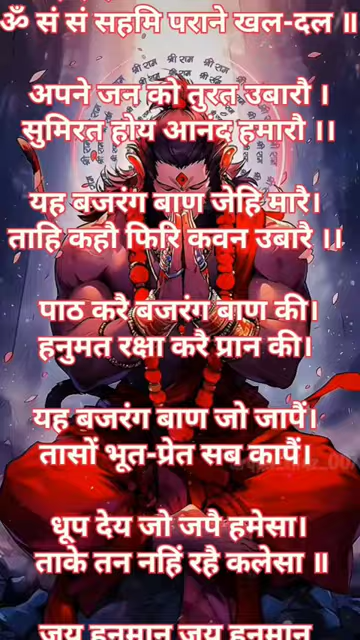 ॐ सं सं सहमि पराने खल-दल ॥
श्री राम श्री राम श्री राम
अपने जन को तुरत उबारौ ।
सुमिरत होय आनद हमारौ ।।
यह बजरंग बाण जेहि मारै।
ताहि कहौ फिरि कवन उबारै ।।
पाठ करै बजरंग बाण की।
हनुमत रक्षा करै प्रान की।
यह बजरंग बाण जो जापैं।
तासों भूत-प्रेत सब कापैं।
धूप देय जो जपै हमेसा।
ताके तन नहिं रहै कलेसा ॥
जय हनुमान जय हनुमान